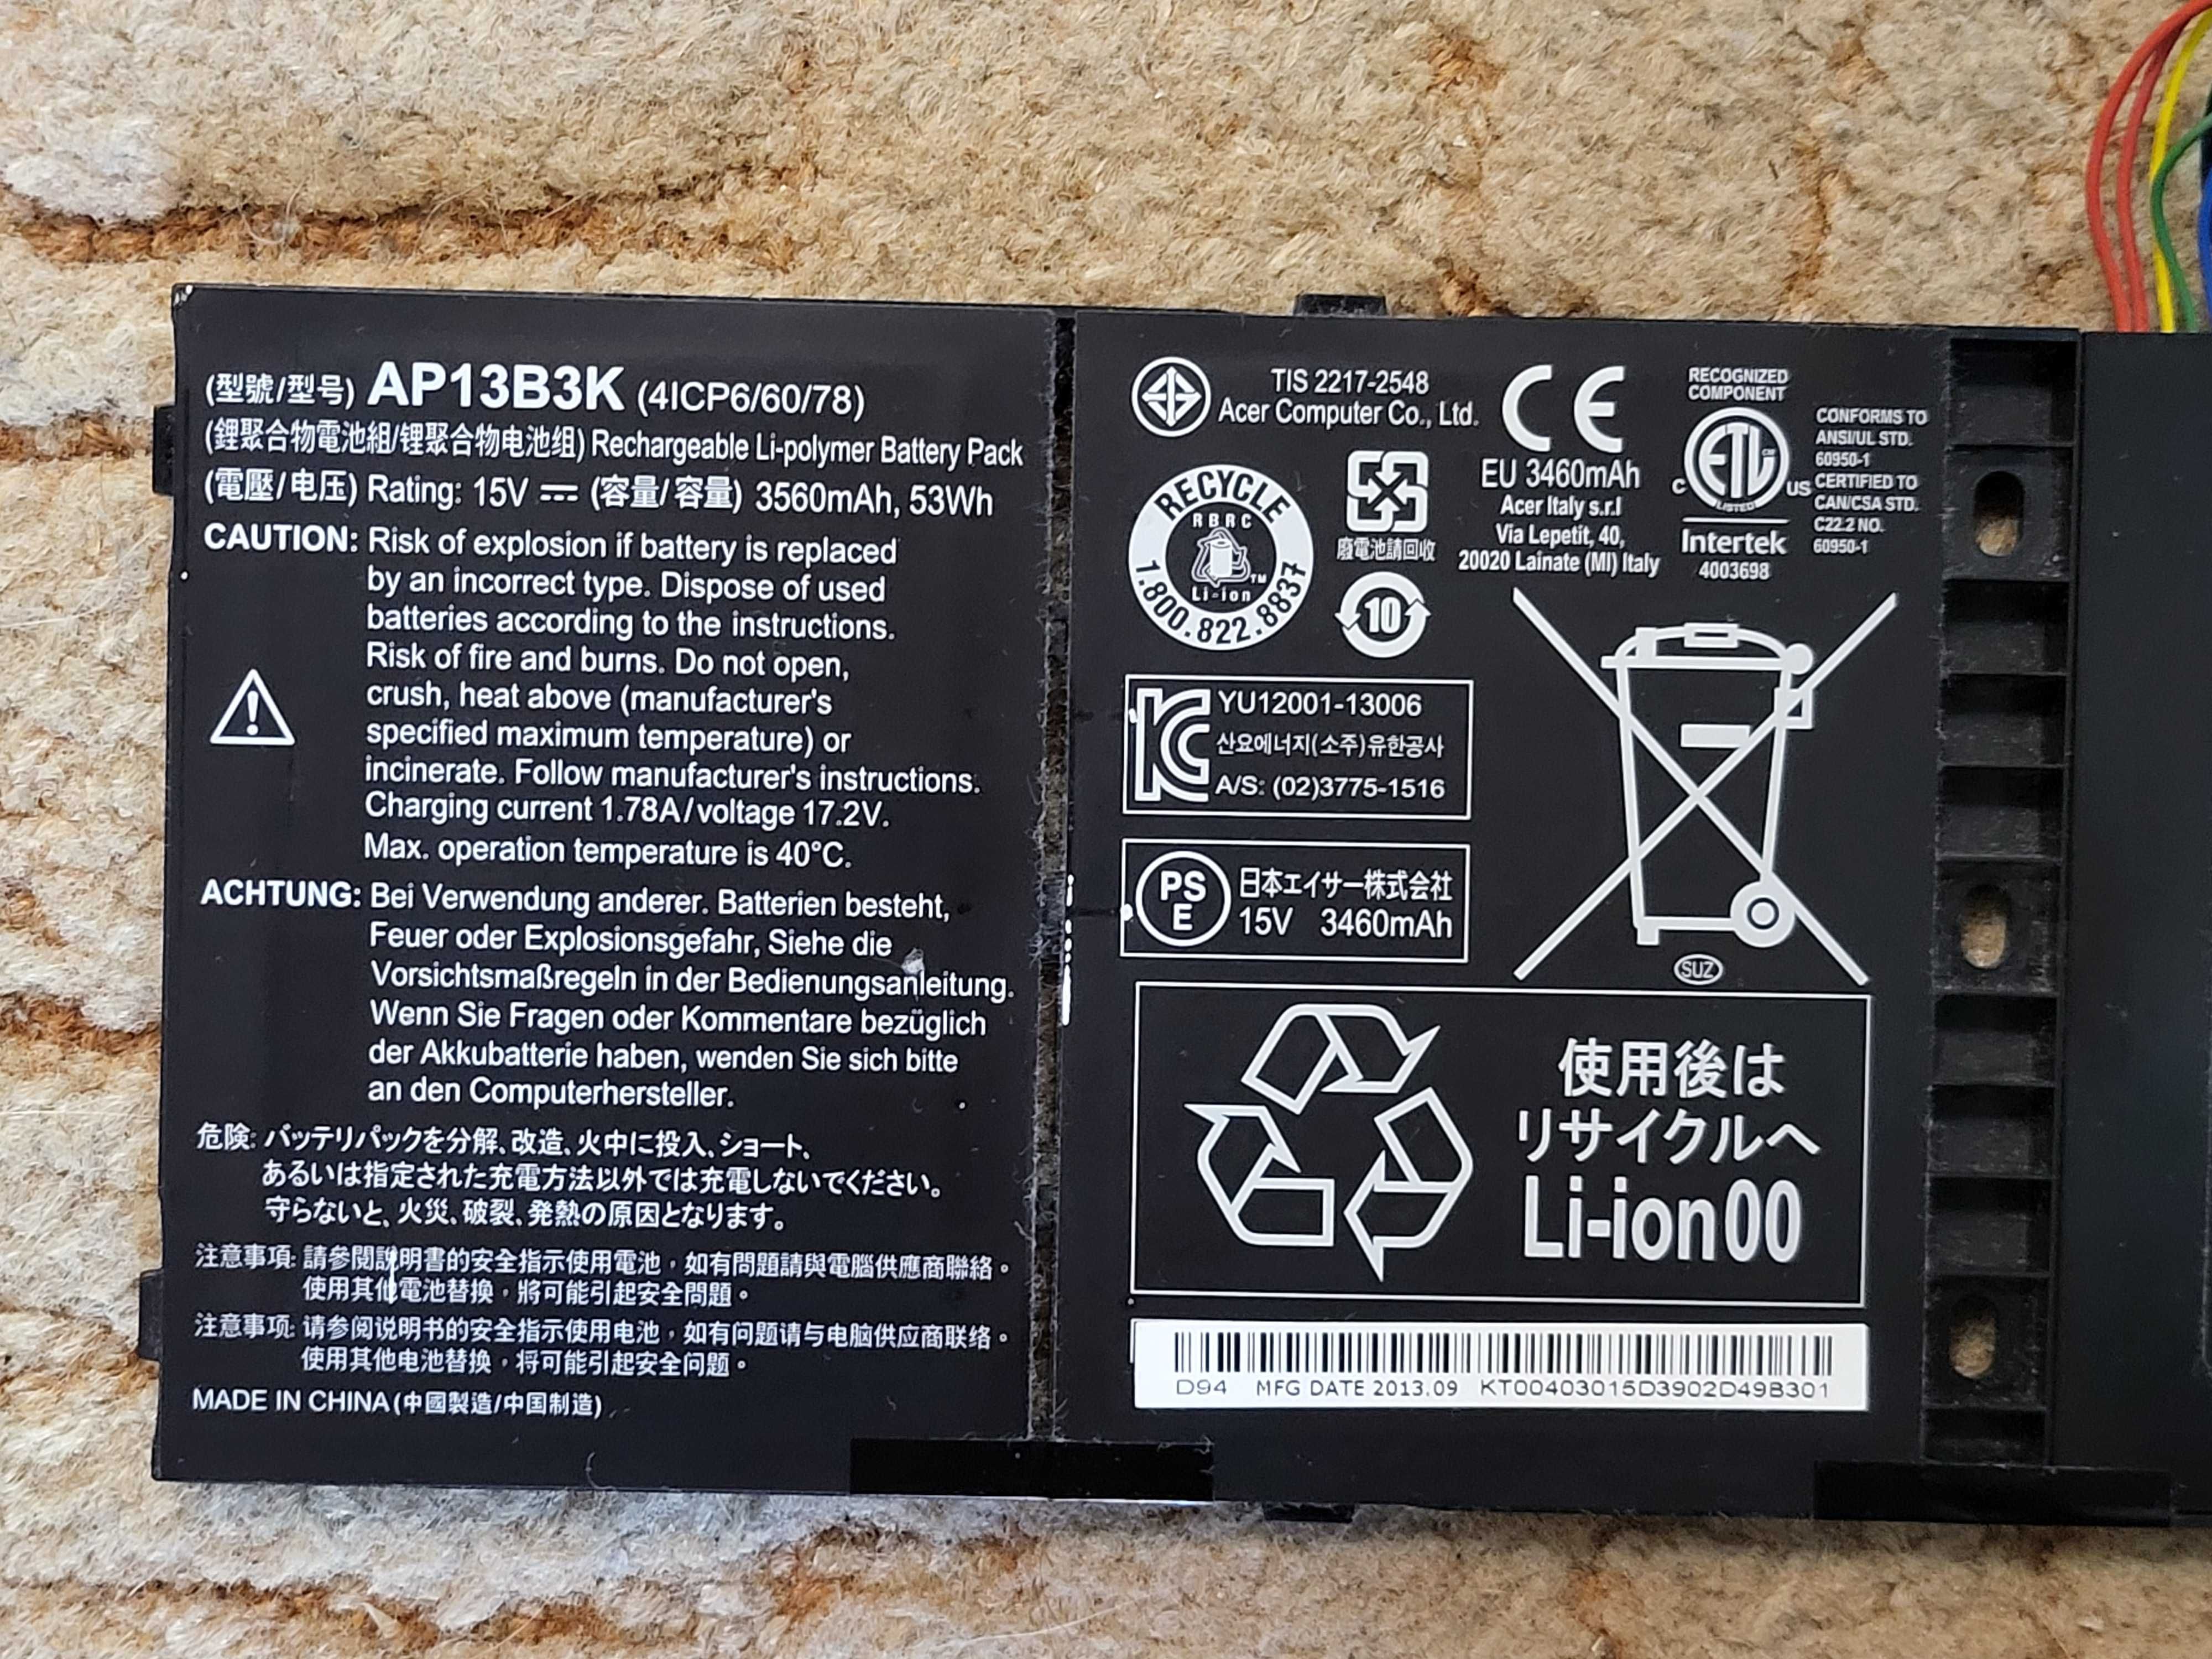 (型號/型号) AP13B3K (4ICP6/60/78)
(鋰聚合物電池組/锂聚合物电池组) Rechargeable Li-polymer Battery Pack
(電壓/电压) Rating: 15V (容量/容量) 3560mAh, 53Wh
CAUTION: Risk of explosion if battery is replaced
by an incorrect type. Dispose of used
batteries according to the instructions.
Risk of fire and burns. Do not open,
crush, heat above (manufacturer's
specified maximum temperature) or
incinerate. Follow manufacturer's instructions.
Charging current 1.78A/voltage 17.2V.
Max. operation temperature is 40°C.
ACHTUNG: Bei Verwendung anderer. Batterien besteht,
Feuer oder Explosionsgefahr, Siehe die
Vorsichtsmaßregeln in der Bedienungsanleitung.
Wenn Sie Fragen oder Kommentare bezüglich
der Akkubatterie haben, wenden Sie sich bitte
an den Computerhersteller.
危険: バッテリパックを分解、改造、火中に投入、ショート、
あるいは指定された充電方法以外では充電しないでください。
守らないと、火災、破裂、発熱の原因となります。
注意事項: 請參閱說明書的安全指示使用電池，如有問題請與電腦供應商聯絡。
使用其他電池替換，將可能引起安全問題。
注意事项: 请参阅说明书的安全指示使用电池，如有问题请与电脑供应商联络。
使用其他电池替换，将可能引起安全问题。
MADE IN CHINA (中國製造/中国制造)
TIS 2217-2548
Acer Computer Co., Ltd.
CE
EU 3460mAh
Acer Italy s.r.l
Via Lepetit, 40,
20020 Lainate (MI) Italy
RECOGNIZED
COMPONENT
ETL
LISTED
C US
Intertek
4003698
CONFORMS TO
ANSI/UL STD.
60950-1
CERTIFIED TO
CAN/CSA STD.
C22.2 NO.
60950-1
RECYCLE
RBRC
TM
Li-ion
1.800.822.8837
廢電池請回收
10
YU12001-13006
산요에너지(소주)유한공사
A/S: (02)3775-1516
PS
E
日本エイサー株式会社
15V 3460mAh
SUZ
使用後は
リサイクルへ
Li-ion00
D94 MFG DATE 2013.09 KT00403015D3902D49B301